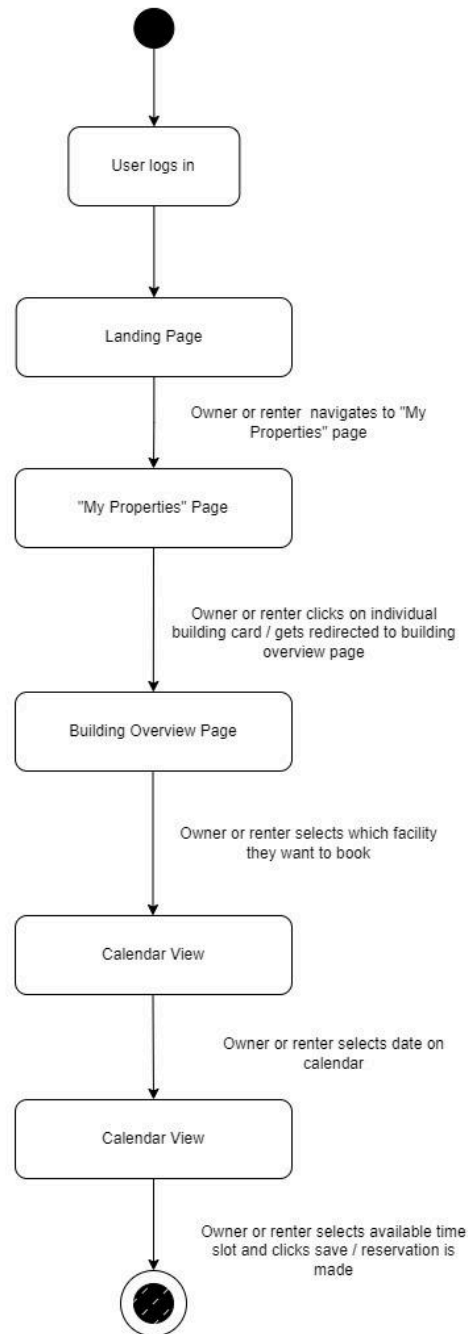 User logs in
Landing Page
Owner or renter navigates to "My
Properties" page
"My Properties" Page
Owner or renter clicks on individual
building card / gets redirected to building
overview page
Building Overview Page
Owner or renter selects which facility
they want to book
Calendar View
Owner or renter selects date on
calendar
Calendar View
Owner or renter selects available time
slot and clicks save / reservation is
made